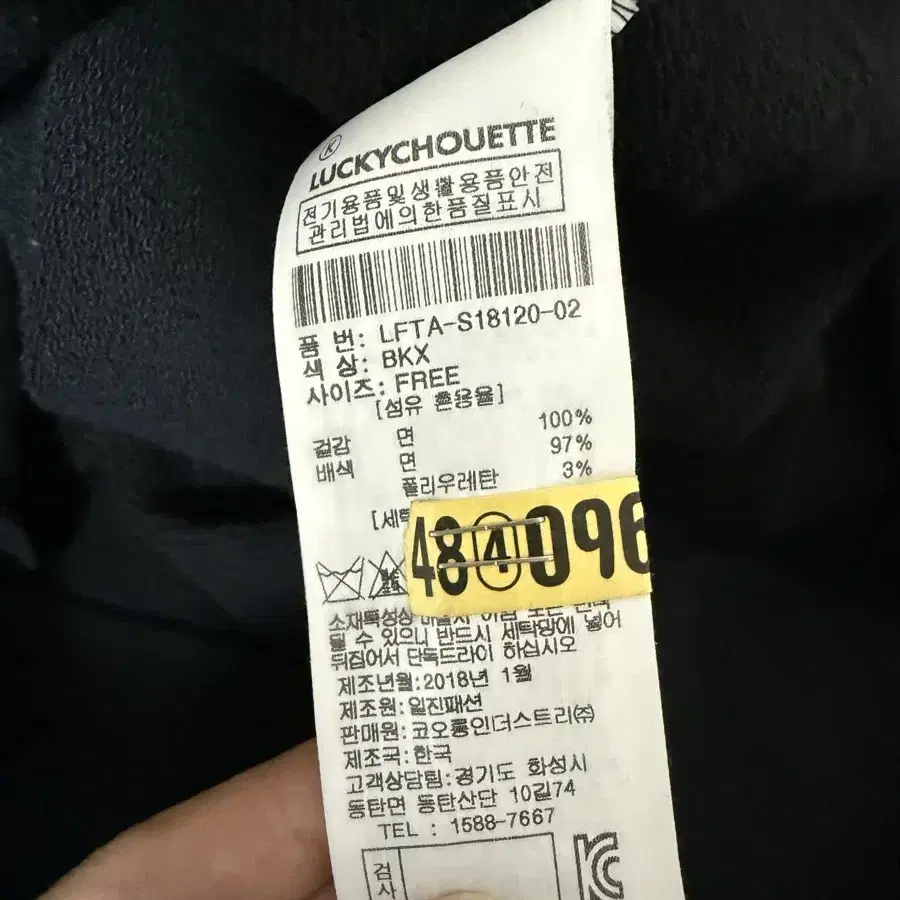 Ⓚ
LUCKYCHOUETTE
전기용품및생활용품안전
관리법에의한품질표시
품 번: LFTA-S18120-02
색 상: BKX
사이즈: FREE
[섬유 혼용율]
겉감 면 100%
배색 면 97%
폴리우레탄 3%
[세탁
48④096
소재특성상
될 수 있으니 반드시 세탁망에 넣어
뒤집어서 단독드라이 하십시오
제조년월:2018년 1월
제조원:일진패션
판매원:코오롱인더스트리㈜
제조국:한국
고객상담팀:경기도 화성시
동탄면 동탄산단 10길74
TEL : 1588-7667
검사
KC